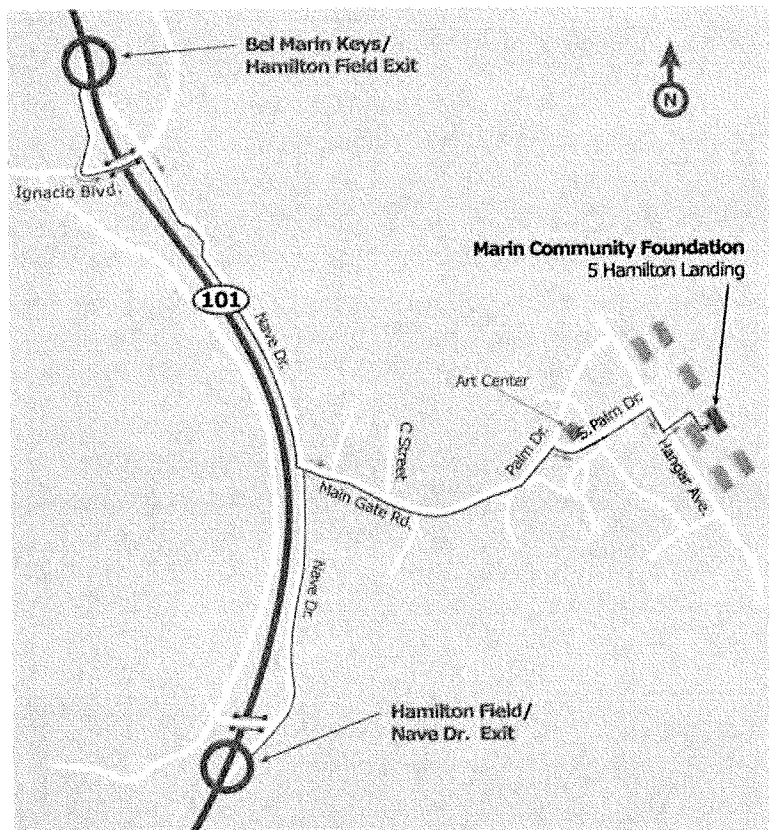 Bel Marin Keys/
Hamilton Field Exit
N
Ignacio Blvd.
Marin Community Foundation
5 Hamilton Landing
101
Nave Dr.
Art Center
C Street
Palm Dr.
S. Palm Dr.
Hangar Ave.
Main Gate Rd.
Nave Dr.
Hamilton Field/
Nave Dr. Exit